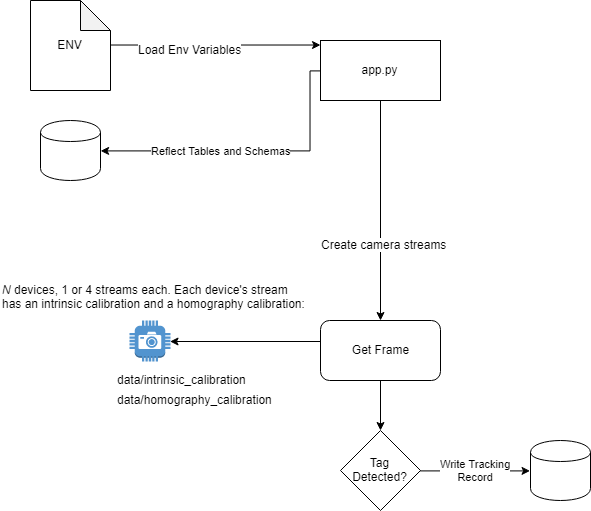 ENV
Load Env Variables
app.py
Reflect Tables and Schemas
Create camera streams
N devices, 1 or 4 streams each. Each device's stream
has an intrinsic calibration and a homography calibration:
Get Frame
data/intrinsic_calibration
data/homography_calibration
Tag
Detected?
Write Tracking
Record